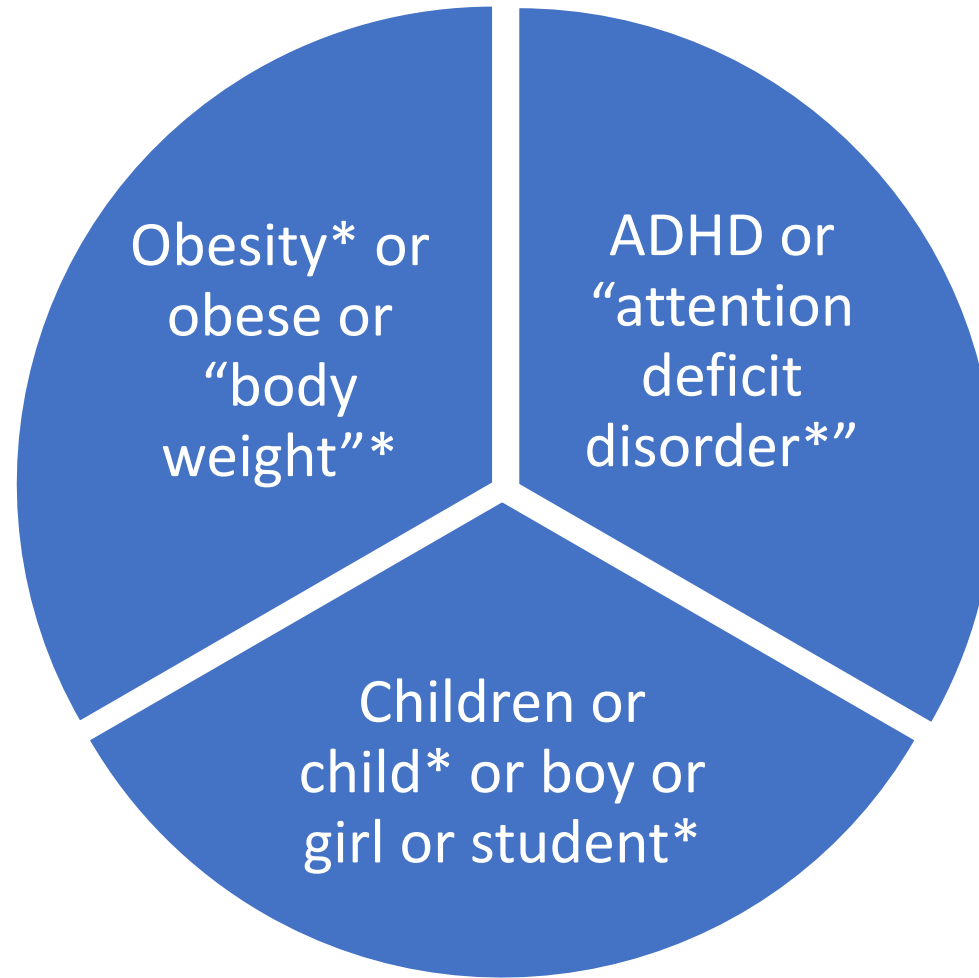 Obesity* or
obese or
“body
weight”*
ADHD or
“attention
deficit
disorder*”
Children or
child* or boy or
girl or student*